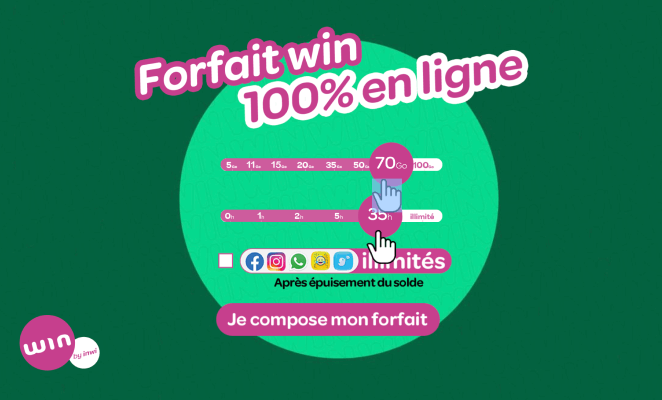 Forfait win
100% en ligne
5Go 11Go 15Go 20Go 35Go 50Go 70Go 100Go
0h 1h 2h 5h 35h illimité
illimités
Après épuisement du solde
Je compose mon forfait
win
by inwi